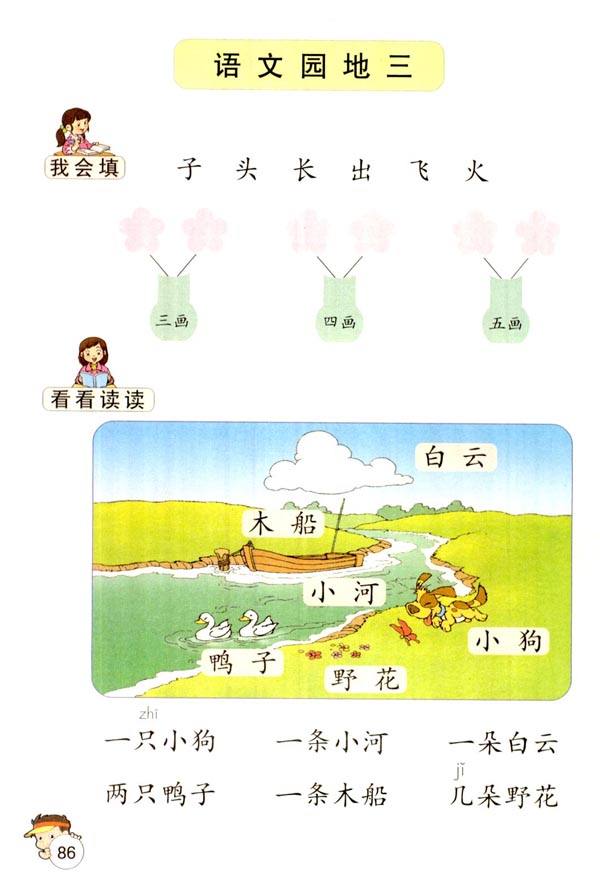 语文园地三
我会填
子 头 长 出 飞 火
三画 四画 五画
看看读读
白云
木船
小河
小狗
鸭子
野花
zhī
一只小狗 一条小河 一朵白云
jǐ
两只鸭子 一条木船 几朵野花
86